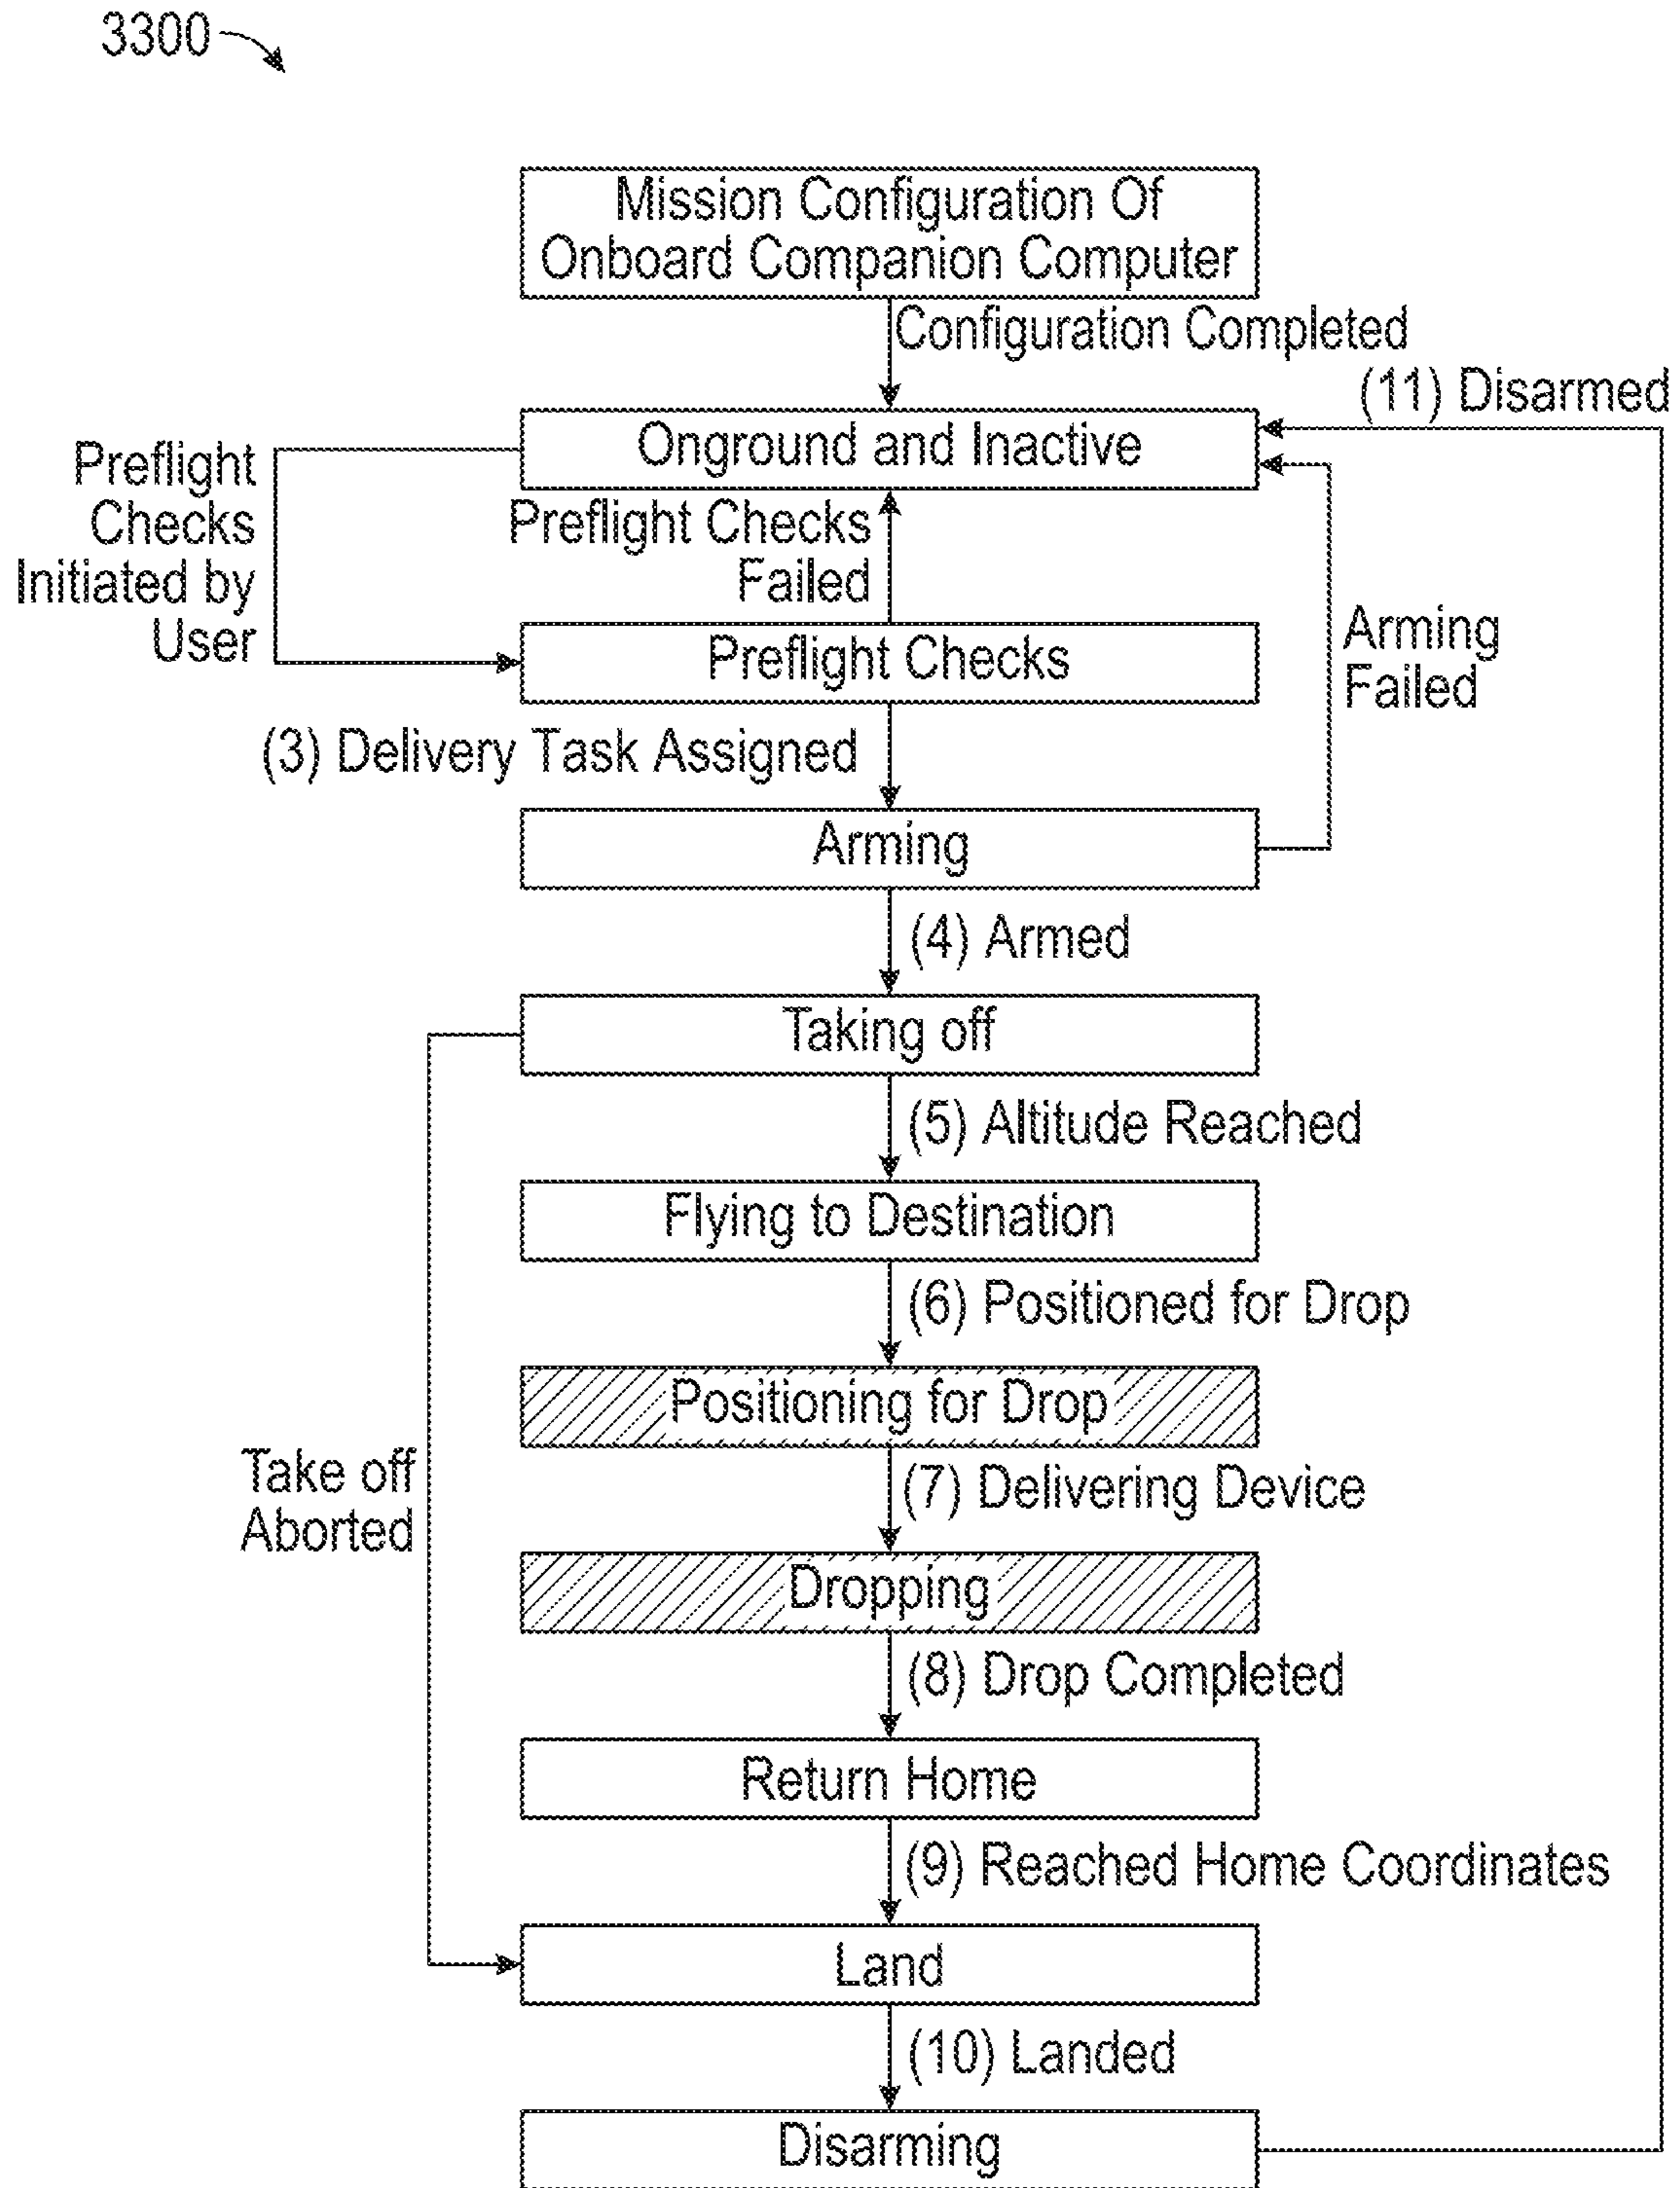 3300
Mission Configuration Of
Onboard Companion Computer
Configuration Completed
(11) Disarmed
Onground and Inactive
Preflight
Checks
Initiated by
User
Preflight Checks
Failed
Arming
Failed
Preflight Checks
(3) Delivery Task Assigned
Arming
(4) Armed
Taking off
(5) Altitude Reached
Flying to Destination
(6) Positioned for Drop
Positioning for Drop
Take off
Aborted
(7) Delivering Device
Dropping
(8) Drop Completed
Return Home
(9) Reached Home Coordinates
Land
(10) Landed
Disarming